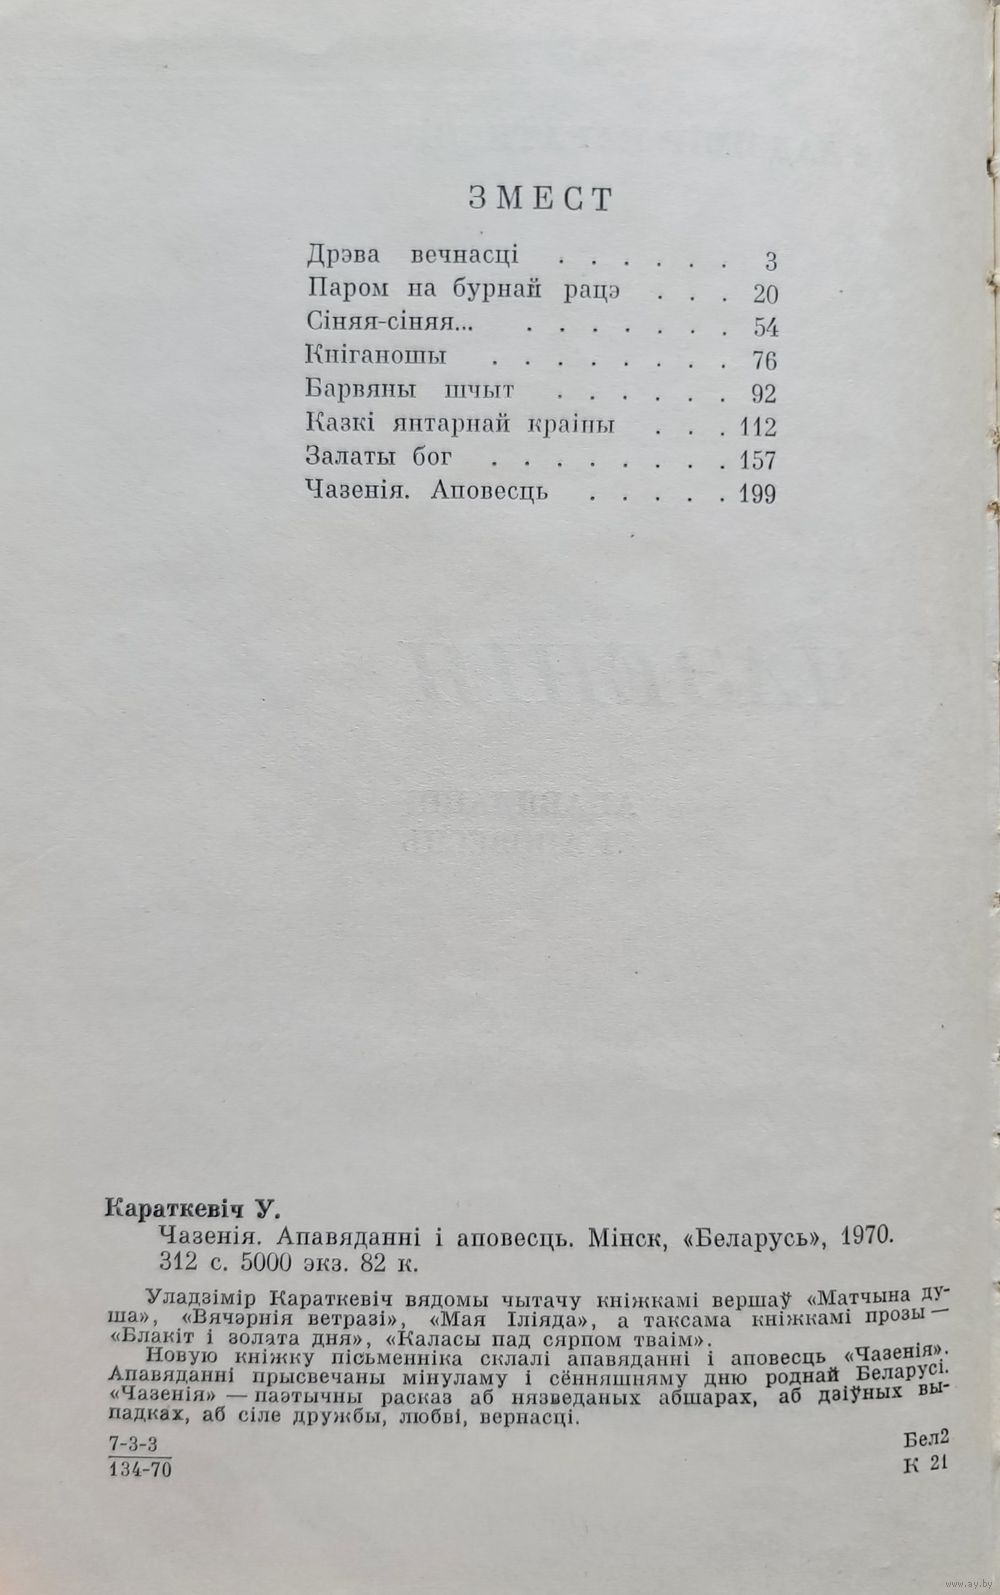 ЗМЕСТ
Дрэва вечнасці . . . . . . 3
Паром на бурнай рацэ . . . 20
Сіняя-сіняя... . . . . . . . 54
Кніганошы . . . . . . . . 76
Барвяны шчыт . . . . . . 92
Казкі янтарнай краіны . . . 112
Залаты бог . . . . . . . . 157
Чазенія. Аповесць . . . . . 199
Караткевіч У.
Чазенія. Апавяданні і аповесць. Мінск, «Беларусь», 1970.
312 с. 5000 экз. 82 к.
Уладзімір Караткевіч вядомы чытачу кніжкамі вершаў «Матчына ду-
ша», «Вячэрнія ветразі», «Мая Іліяда», а таксама кніжкамі прозы —
«Блакіт і золата дня», «Каласы пад сярпом тваім».
Новую кніжку пісьменніка склалі апавяданні і аповесць «Чазенія».
Апавяданні прысвечаны мінуламу і сённяшняму дню роднай Беларусі.
«Чазенія» — паэтычны расказ аб нязведаных абшарах, аб дзіўных вы-
падках, аб сіле дружбы, любві, вернасці.
7-3-3
134-70
Бел2
К 21
www.ay.by